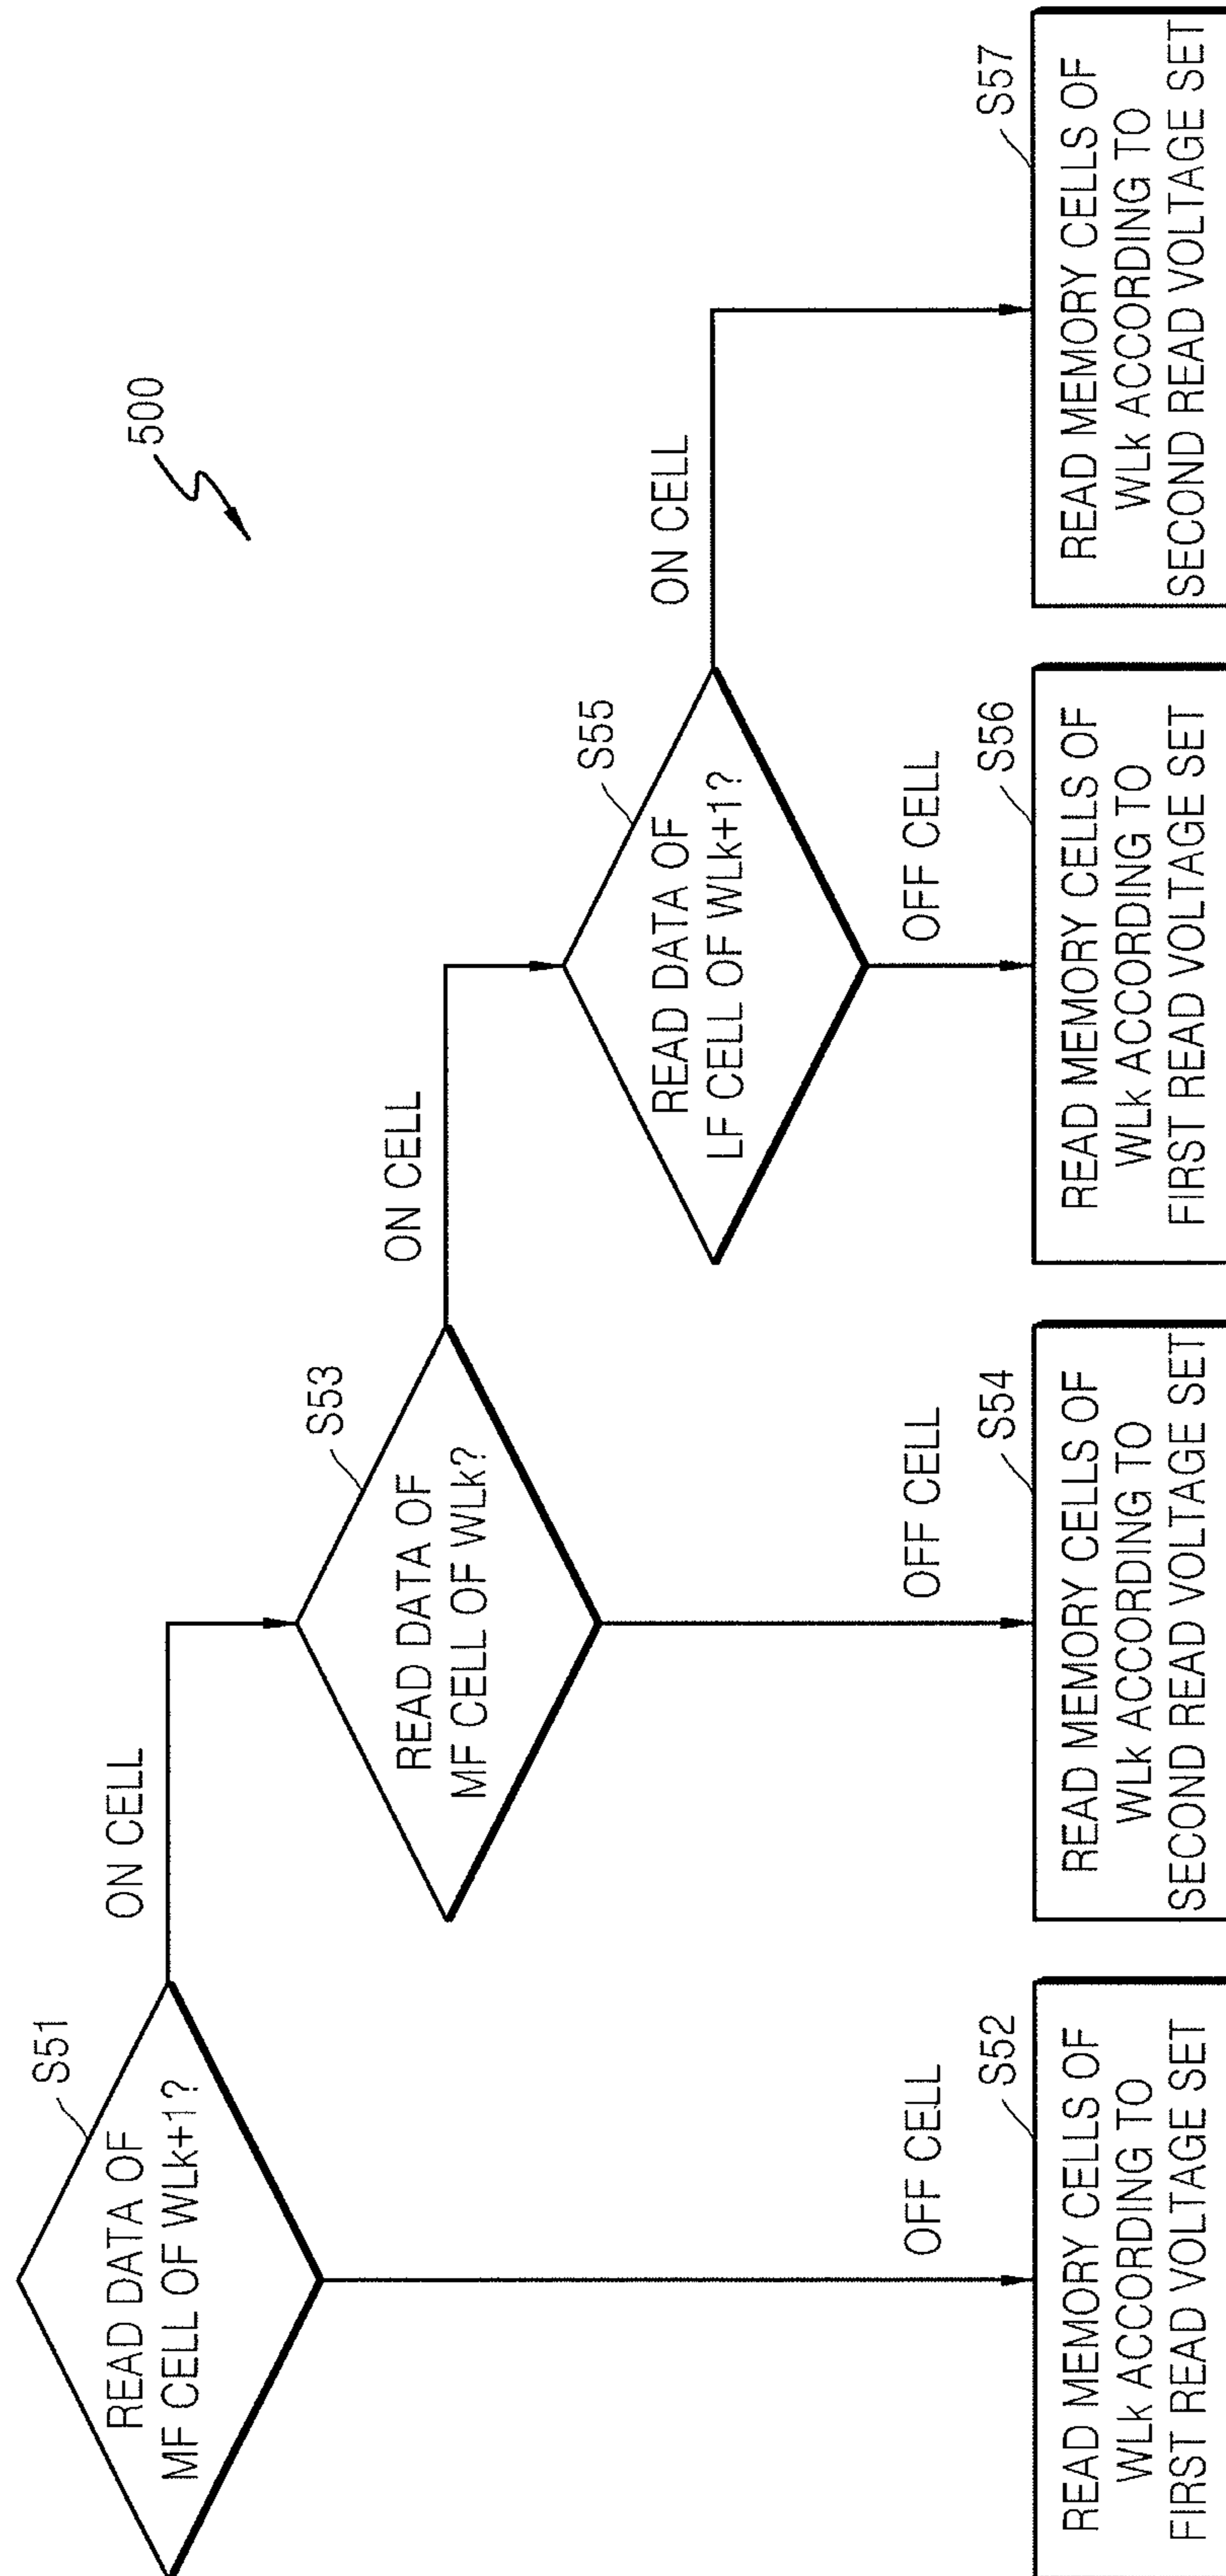 500
S51
READ DATA OF
MF CELL OF WLk+1?
ON CELL
OFF CELL
S52
READ MEMORY CELLS OF
WLk ACCORDING TO
FIRST READ VOLTAGE SET
S53
READ DATA OF
MF CELL OF WLk?
ON CELL
OFF CELL
S54
READ MEMORY CELLS OF
WLk ACCORDING TO
SECOND READ VOLTAGE SET
S55
READ DATA OF
LF CELL OF WLk+1?
ON CELL
OFF CELL
S56
READ MEMORY CELLS OF
WLk ACCORDING TO
FIRST READ VOLTAGE SET
S57
READ MEMORY CELLS OF
WLk ACCORDING TO
SECOND READ VOLTAGE SET